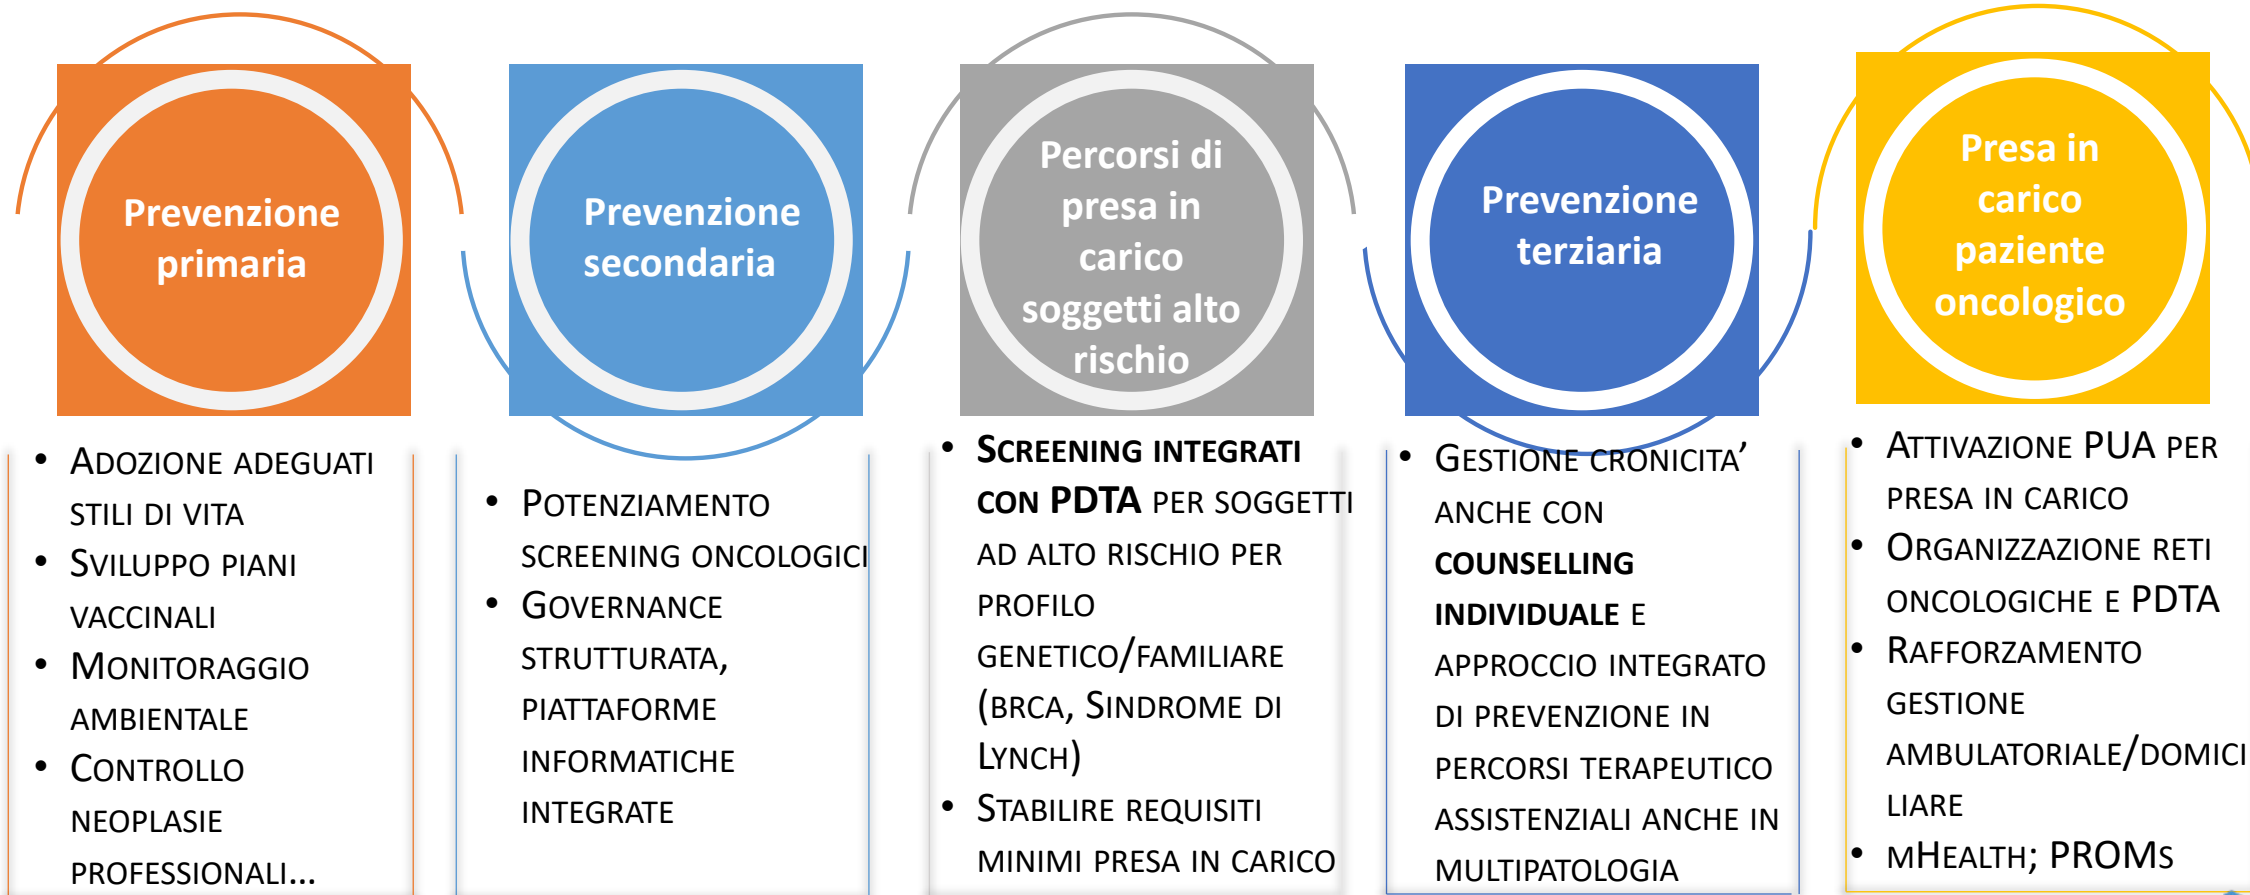 Prevenzione
primaria
Prevenzione
secondaria
Percorsi di
presa in
carico
soggetti alto
rischio
Prevenzione
terziaria
Presa in
carico
paziente
oncologico
• ADOZIONE ADEGUATI
STILI DI VITA
• SVILUPPO PIANI
VACCINALI
• MONITORAGGIO
AMBIENTALE
• CONTROLLO
NEOPLASIE
PROFESSIONALI...
• POTENZIAMENTO
SCREENING ONCOLOGICI
• GOVERNANCE
STRUTTURATA,
PIATTAFORME
INFORMATICHE
INTEGRATE
• SCREENING INTEGRATI
CON PDTA PER SOGGETTI
AD ALTO RISCHIO PER
PROFILO
GENETICO/FAMILIARE
(BRCA, SINDROME DI
LYNCH)
• STABILIRE REQUISITI
MINIMI PRESA IN CARICO
• GESTIONE CRONICITA’
ANCHE CON
COUNSELLING
INDIVIDUALE E
APPROCCIO INTEGRATO
DI PREVENZIONE IN
PERCORSI TERAPEUTICO
ASSISTENZIALI ANCHE IN
MULTIPATOLOGIA
• ATTIVAZIONE PUA PER
PRESA IN CARICO
• ORGANIZZAZIONE RETI
ONCOLOGICHE E PDTA
• RAFFORZAMENTO
GESTIONE
AMBULATORIALE/DOMICI
LIARE
• MHEALTH; PROMS